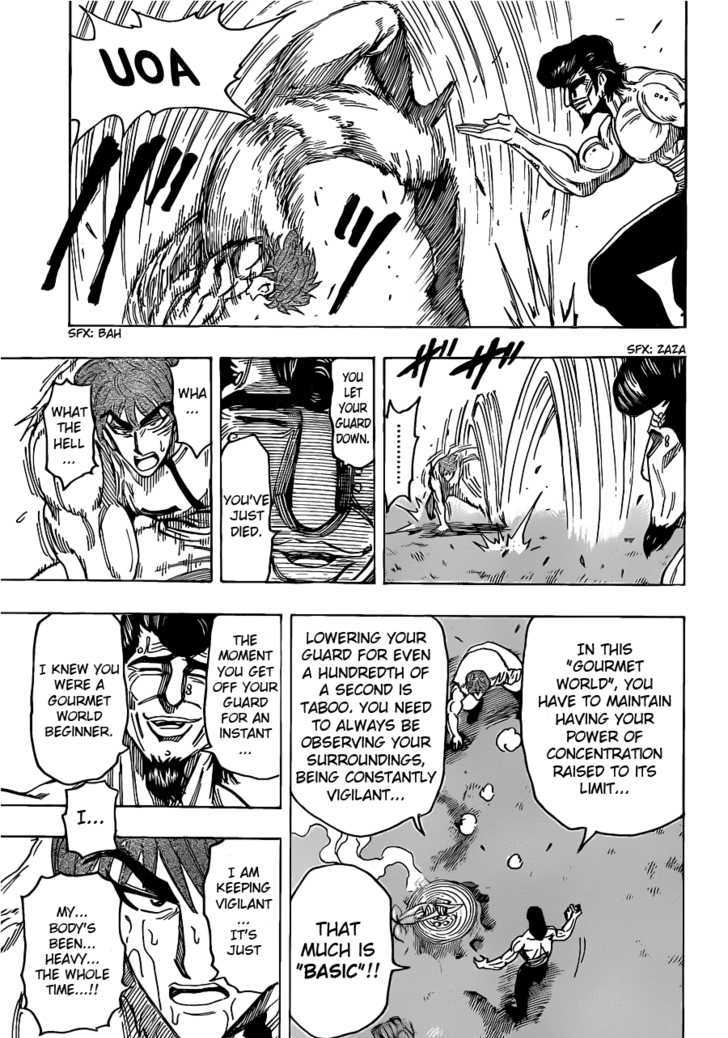 UOA
バッ
SFX: BAH
SFX: ZAZA
ザザ
.........
YOU
LET
YOUR
GUARD
DOWN.
YOU'VE
JUST
DIED.
WHA
...
WHAT
THE
HELL
...
IN THIS
"GOURMET
WORLD", YOU
HAVE TO MAINTAIN
HAVING YOUR
POWER OF
CONCENTRATION
RAISED TO ITS
LIMIT...
LOWERING YOUR
GUARD FOR EVEN
A HUNDREDTH OF
A SECOND IS
TABOO. YOU NEED
TO ALWAYS BE
OBSERVING YOUR
SURROUNDINGS,
BEING CONSTANTLY
VIGILANT...
THAT
MUCH IS
"BASIC"!!
THE
MOMENT
YOU GET
OFF YOUR
GUARD
FOR AN
INSTANT
...
I KNEW YOU
WERE A
GOURMET
WORLD
BEGINNER.
I...
I AM
KEEPING
VIGILANT
...
IT'S
JUST
MY...
BODY'S
BEEN...
HEAVY...
THE WHOLE
TIME...!!